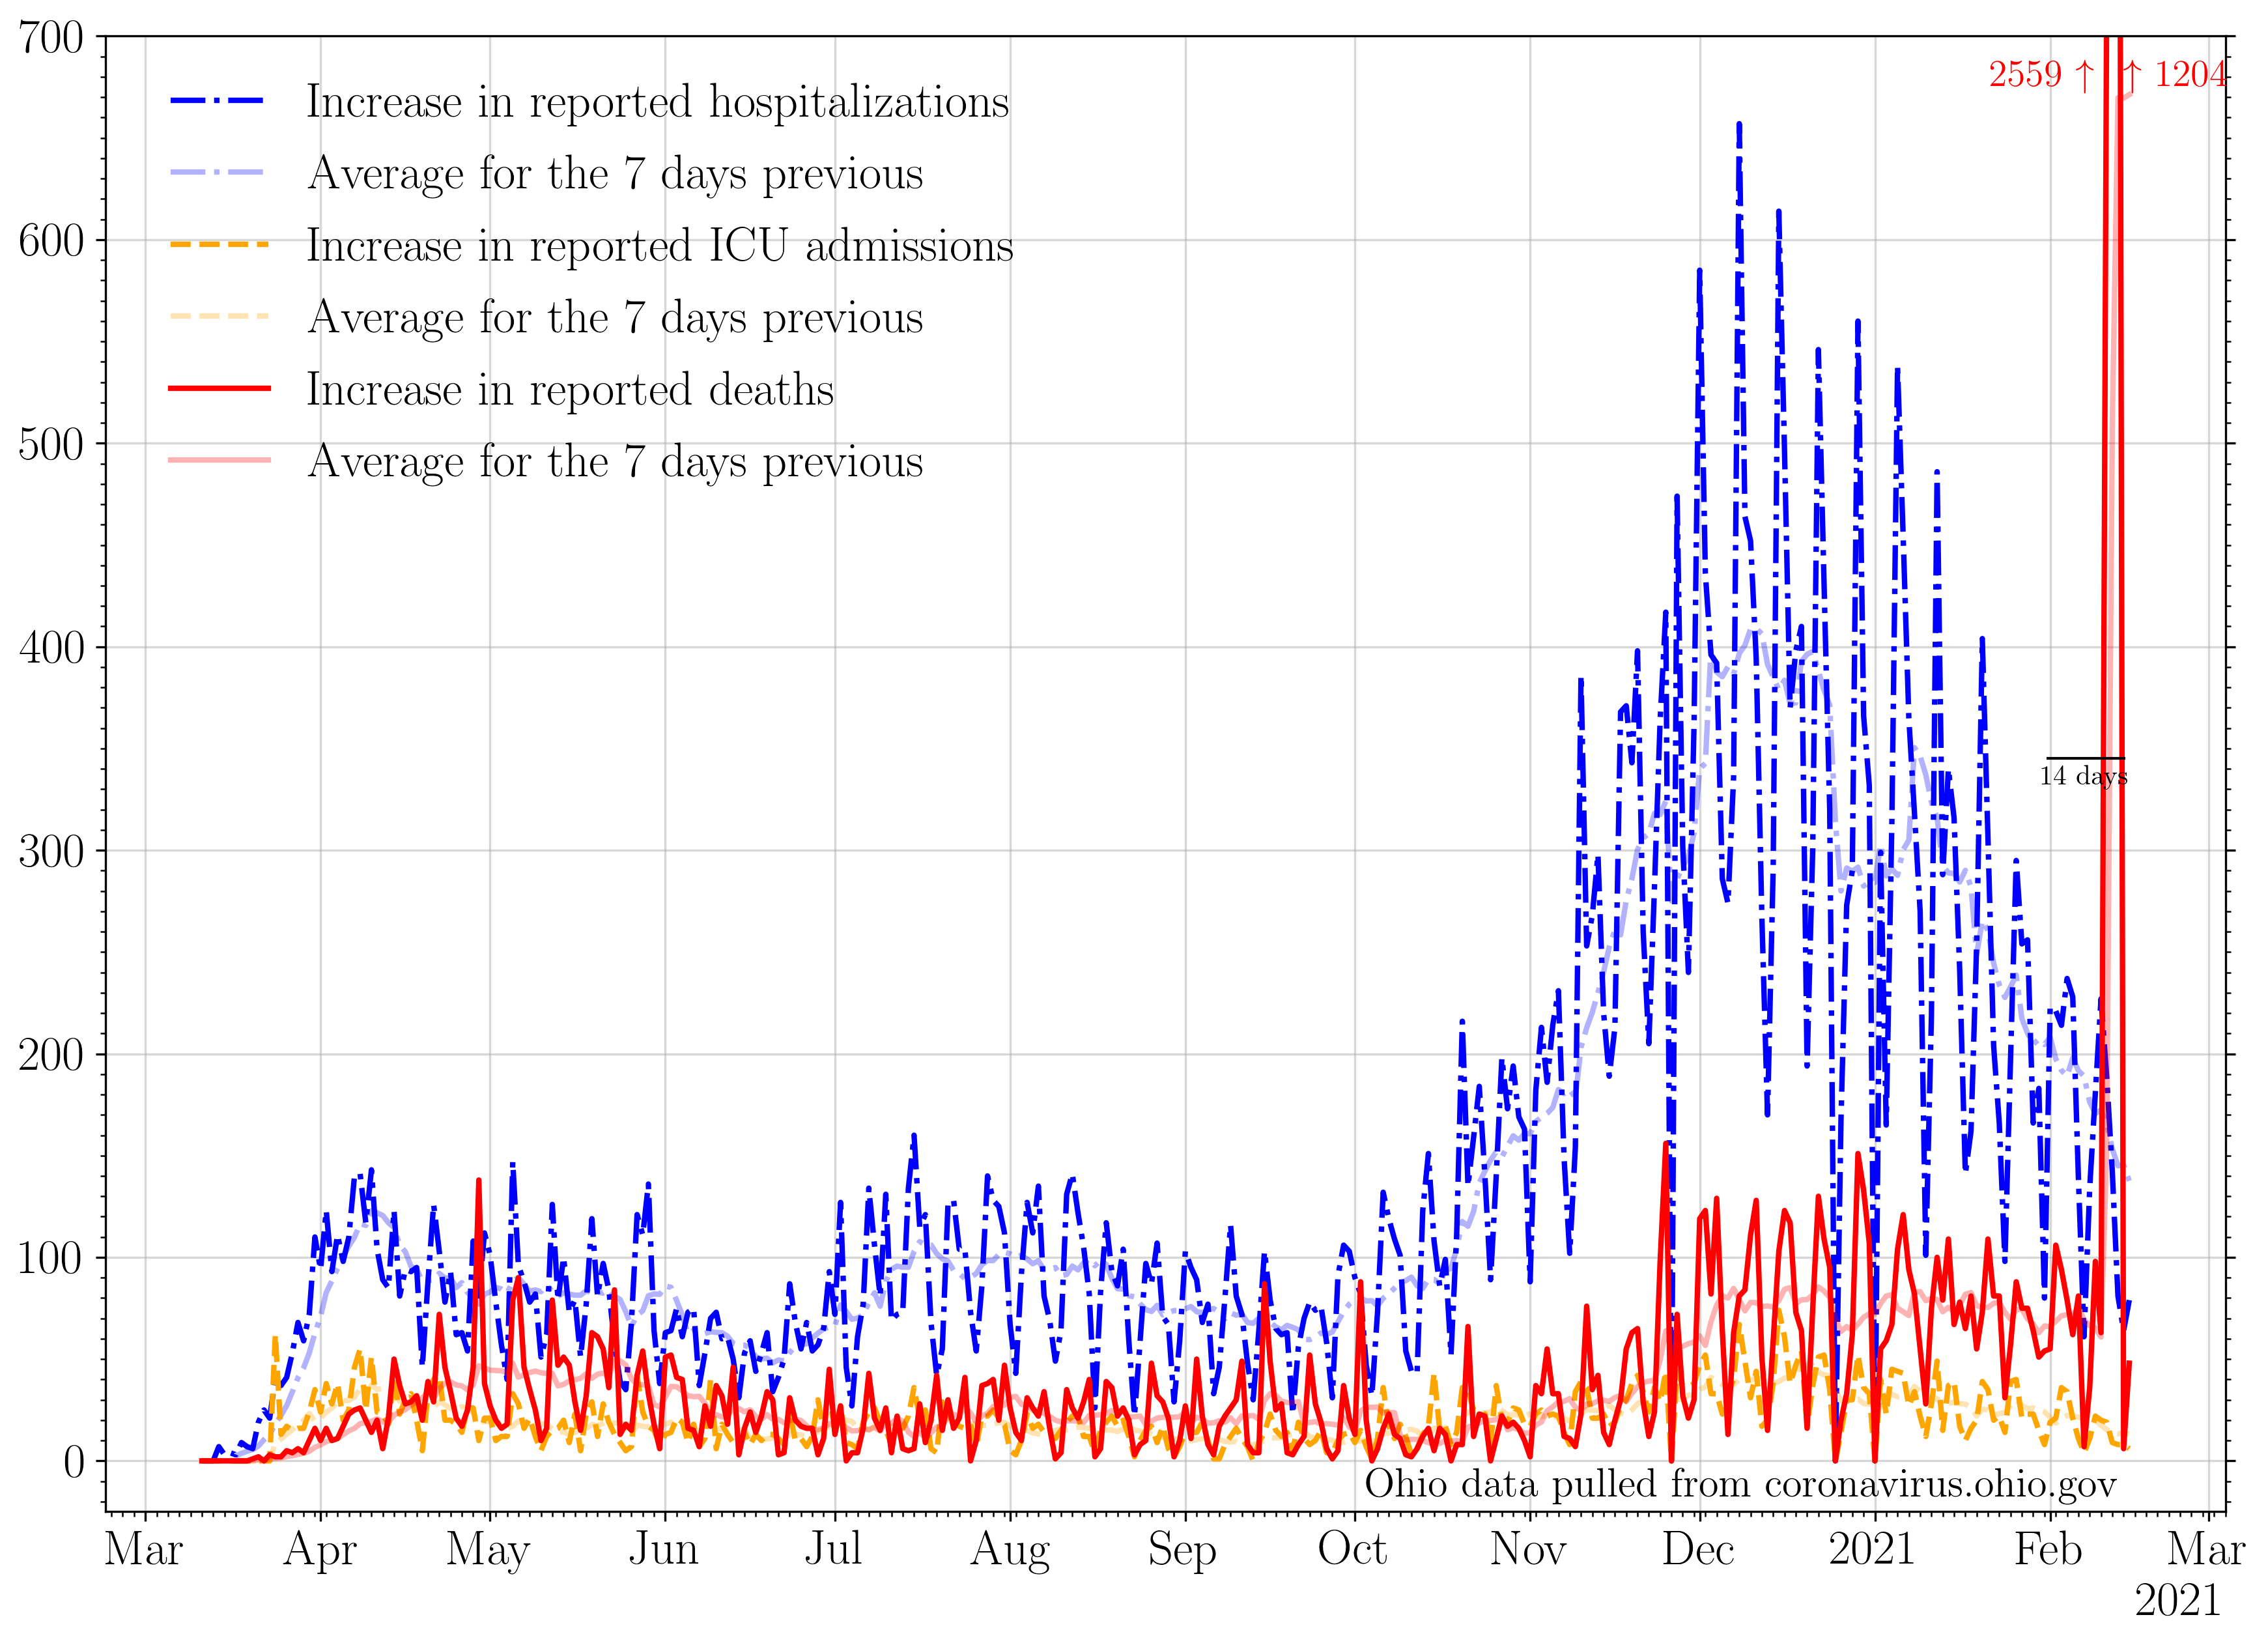 700
600
500
400
300
200
100
0
Increase in reported hospitalizations
Average for the 7 days previous
Increase in reported ICU admissions
Average for the 7 days previous
Increase in reported deaths
Average for the 7 days previous
2559 ↑ ↑ 1204
14 days
Ohio data pulled from coronavirus.ohio.gov
Mar Apr May Jun Jul Aug Sep Oct Nov Dec 2021 Feb Mar
2021